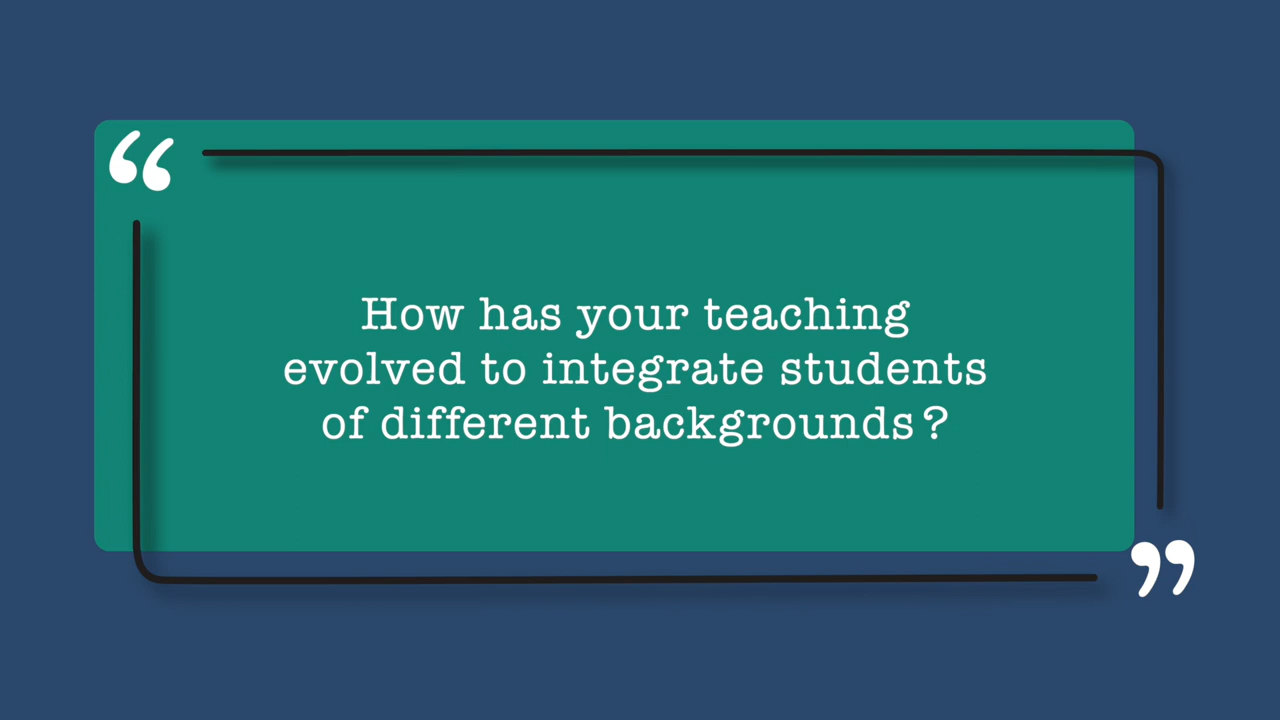 “
How has your teaching
evolved to integrate students
of different backgrounds?
”